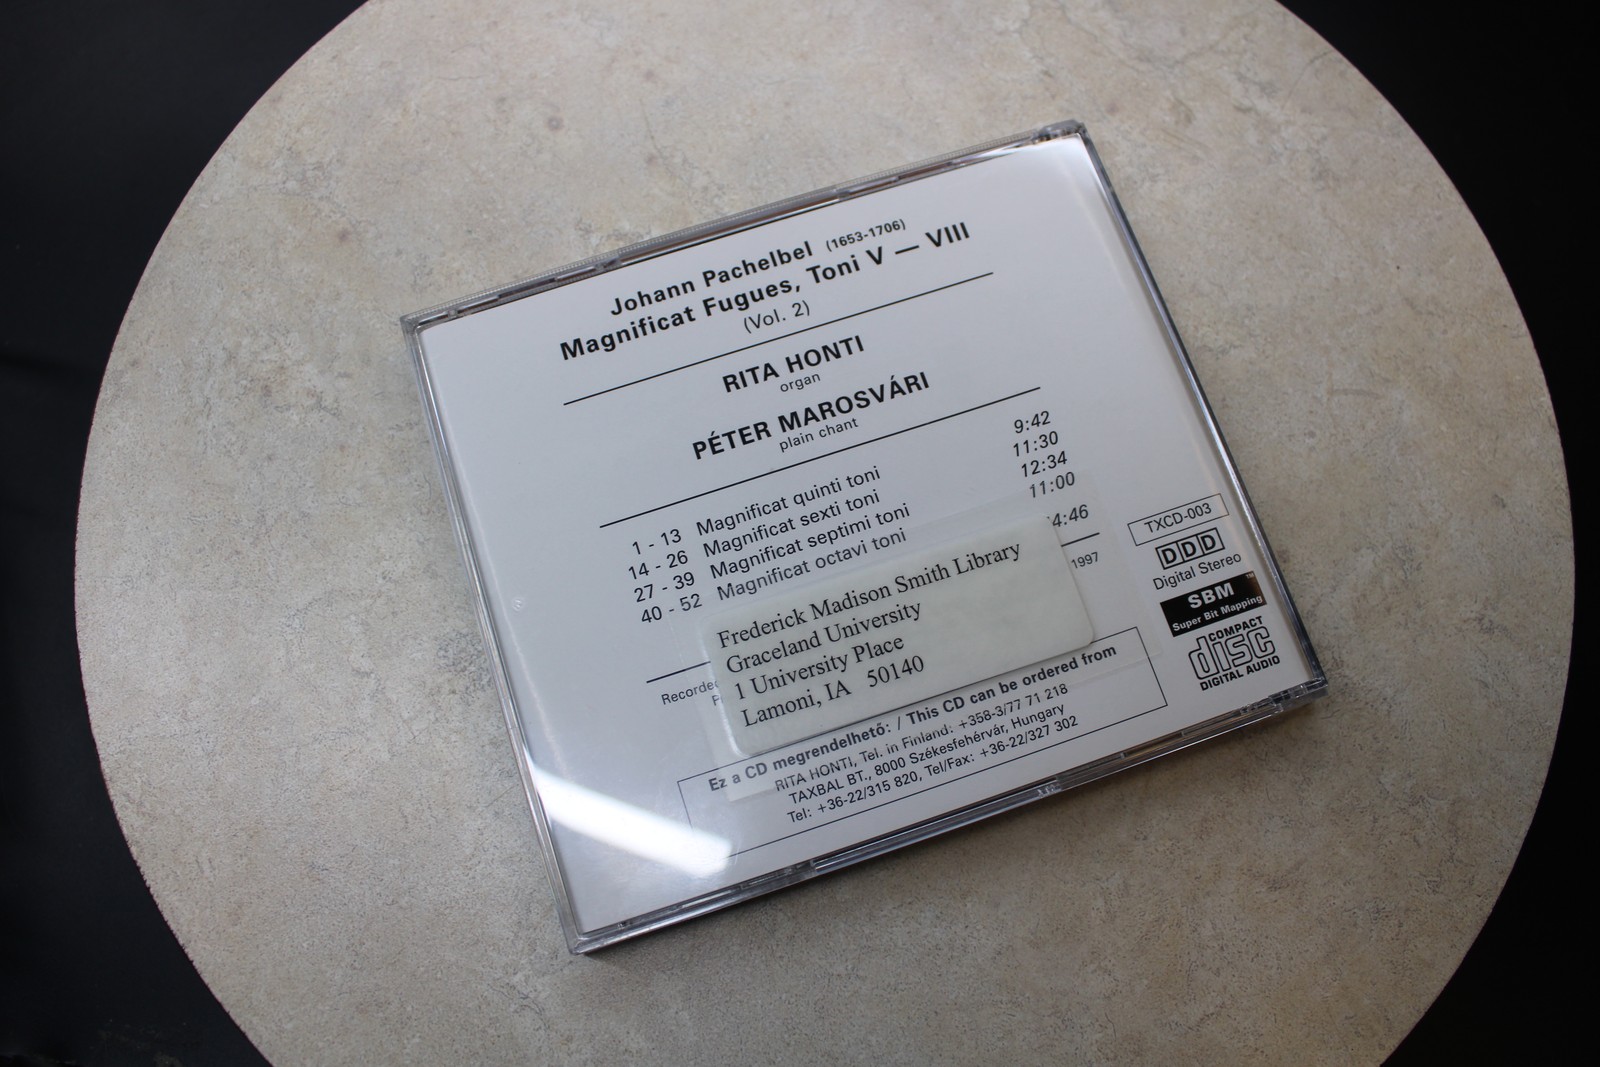 Johann Pachelbel (1653-1706)
Magnificat Fugues, Toni V — VIII
(Vol. 2)
RITA HONTI
organ
PÉTER MAROSVÁRI
plain chant
1 - 13 Magnificat quinti toni 9:42
14 - 26 Magnificat sexti toni 11:30
27 - 39 Magnificat septimi toni 12:34
40 - 52 Magnificat octavi toni 11:00
4:46
1997
Recorde
Frederick Madison Smith Library
Graceland University
1 University Place
Lamoni, IA 50140
Ez a CD megrendelhető: / This CD can be ordered from
RITA HONTI, Tel. in Finland: +358-3/77 71 218
TAXBAL BT., 8000 Székesfehérvár, Hungary
Tel: +36-22/315 820, Tel/Fax: +36-22/327 302
TXCD-003
DDD
Digital Stereo
SBM™
Super Bit Mapping
COMPACT
disc
DIGITAL AUDIO